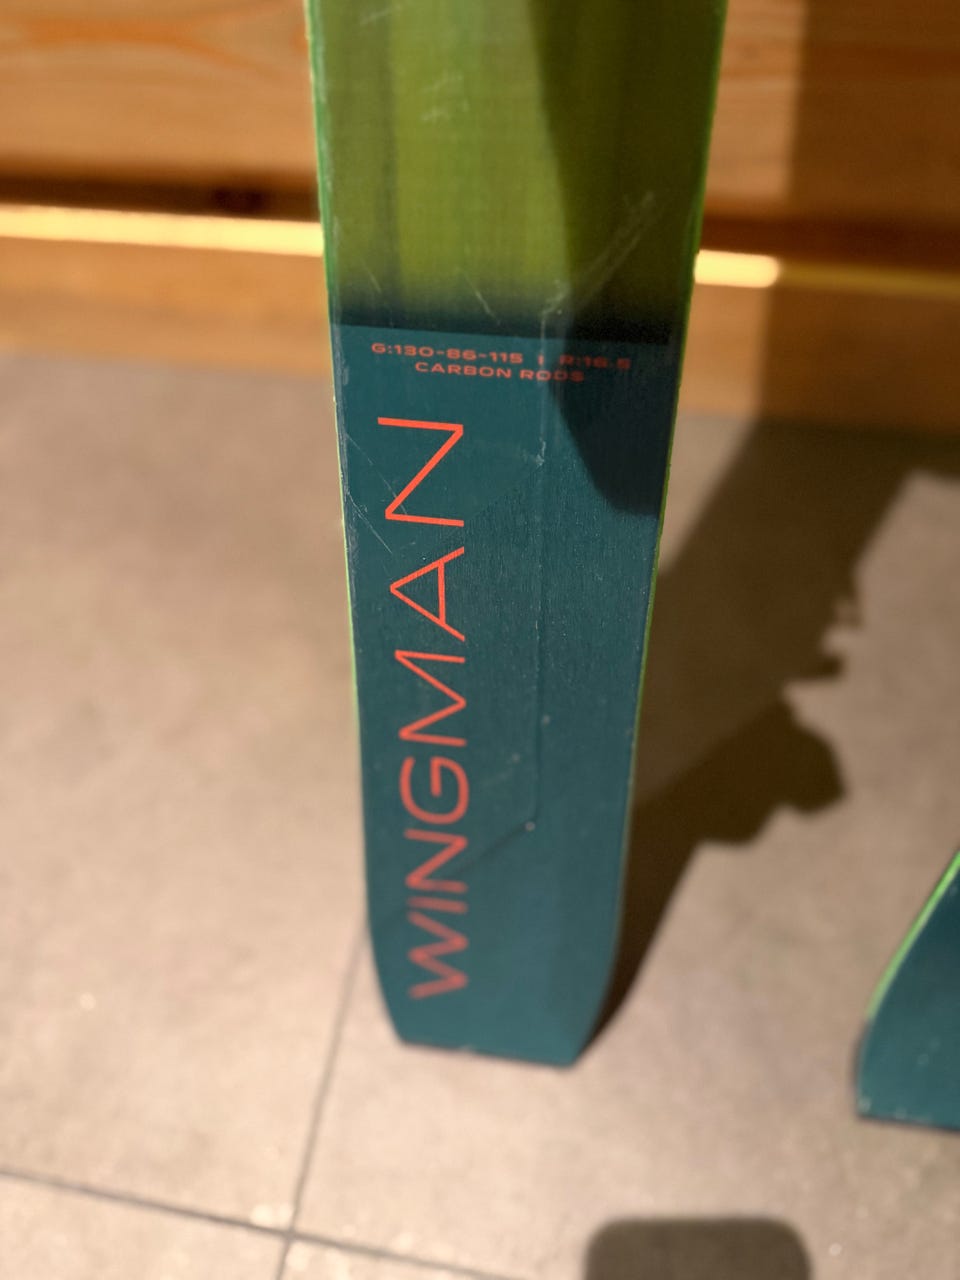 G:130-86-115 | R:16.5
CARBON RODS
WINGMAN